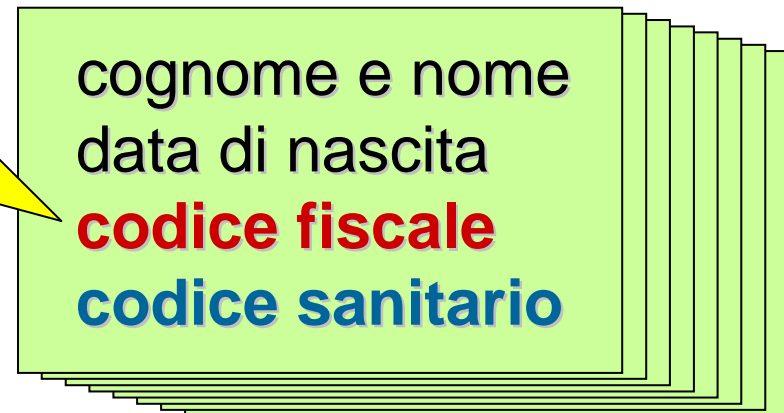 cognome e nome
data di nascita
codice fiscale
codice sanitario